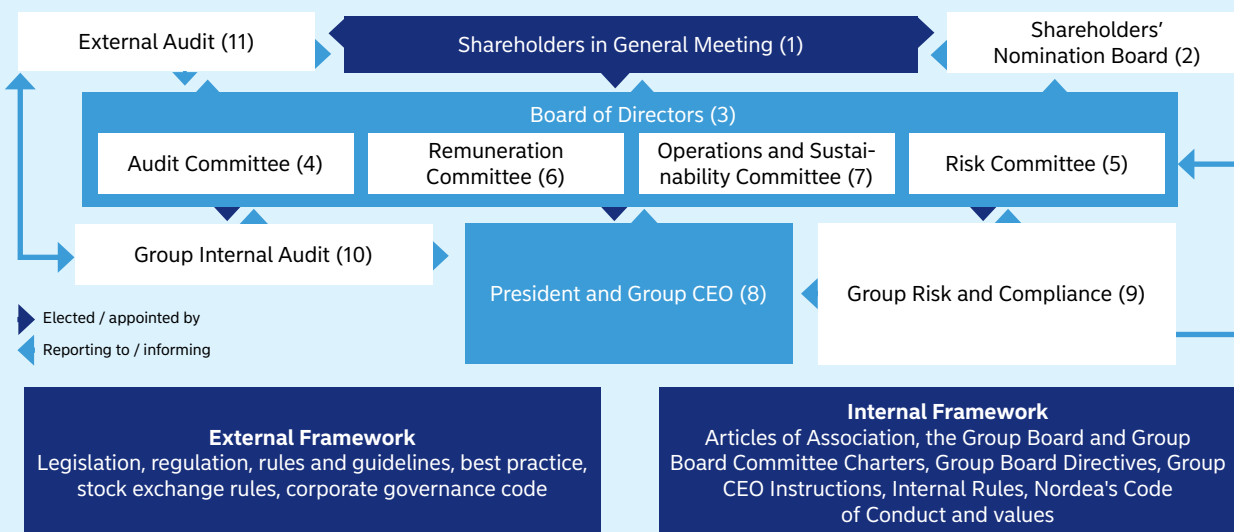 External Audit (11)
Shareholders in General Meeting (1)
Shareholders'
Nomination Board (2)
Board of Directors (3)
Audit Committee (4)
Remuneration
Committee (6)
Operations and Sustai-
nability Committee (7)
Risk Committee (5)
Group Internal Audit (10)
President and Group CEO (8)
Group Risk and Compliance (9)
Elected / appointed by
Reporting to / informing
External Framework
Legislation, regulation, rules and guidelines, best practice,
stock exchange rules, corporate governance code
Internal Framework
Articles of Association, the Group Board and Group
Board Committee Charters, Group Board Directives, Group
CEO Instructions, Internal Rules, Nordea's Code
of Conduct and values